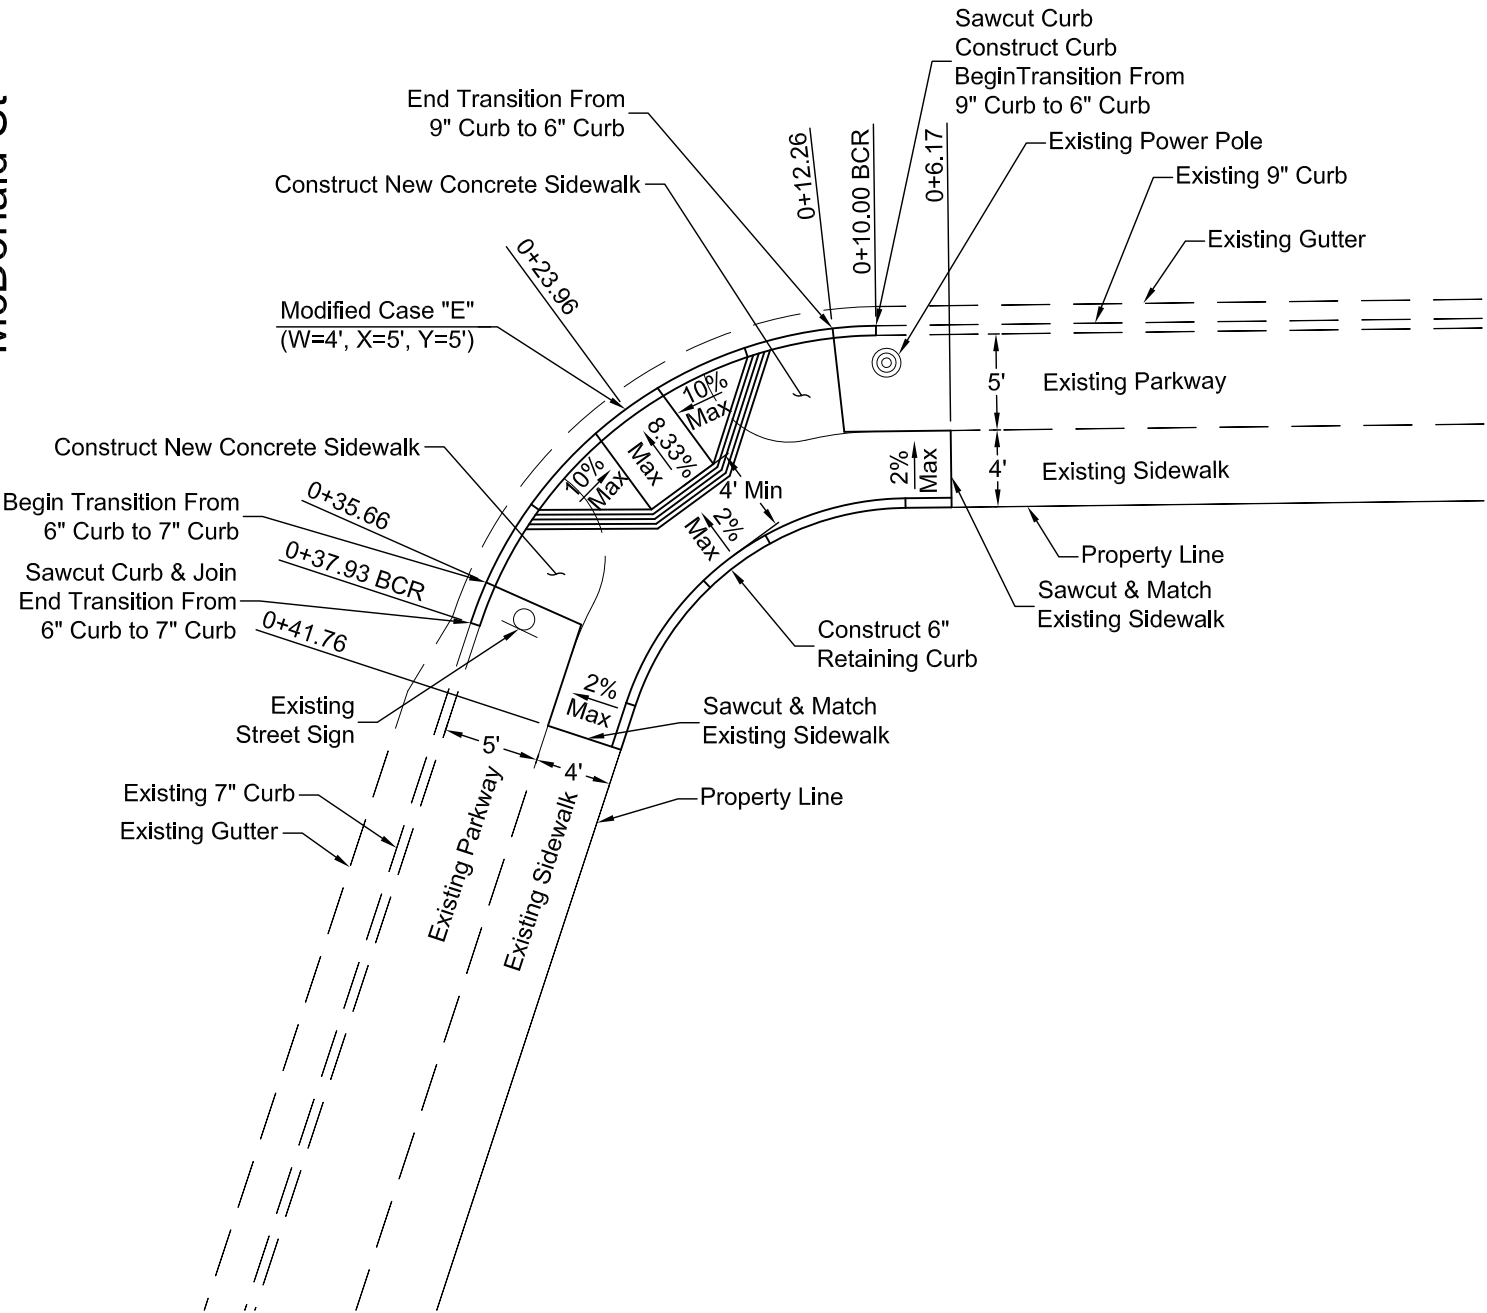 Sawcut Curb
Construct Curb
BeginTransition From
9" Curb to 6" Curb
End Transition From
9" Curb to 6" Curb
0+12.26
0+10.00 BCR
0+6.17
Existing Power Pole
Existing 9" Curb
Construct New Concrete Sidewalk
Existing Gutter
0+23.96
Modified Case "E"
(W=4', X=5', Y=5')
10%
Max
8.33%
Max
10%
Max
5'
Existing Parkway
2%
Max
4'
Existing Sidewalk
4' Min
2%
Max
Construct New Concrete Sidewalk
Begin Transition From
6" Curb to 7" Curb
0+35.66
0+37.93 BCR
Sawcut Curb & Join
End Transition From
6" Curb to 7" Curb
0+41.76
Property Line
Sawcut & Match
Existing Sidewalk
Construct 6"
Retaining Curb
Existing
Street Sign
2%
Max
Sawcut & Match
Existing Sidewalk
5'
4'
Existing 7" Curb
Existing Gutter
Property Line
Existing Parkway
Existing Sidewalk